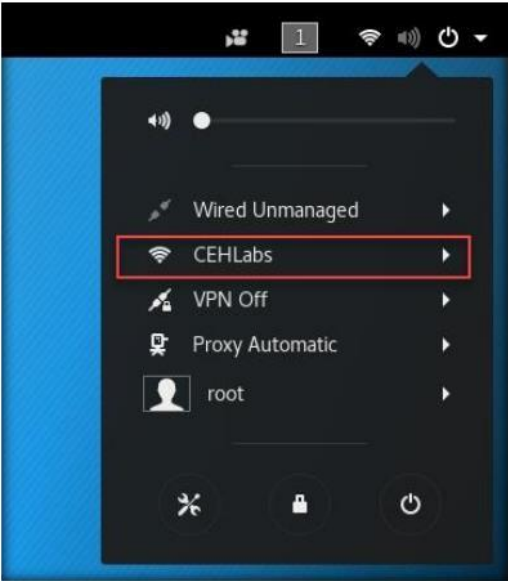 1
Wired Unmanaged
CEHLabs
VPN Off
Proxy Automatic
root